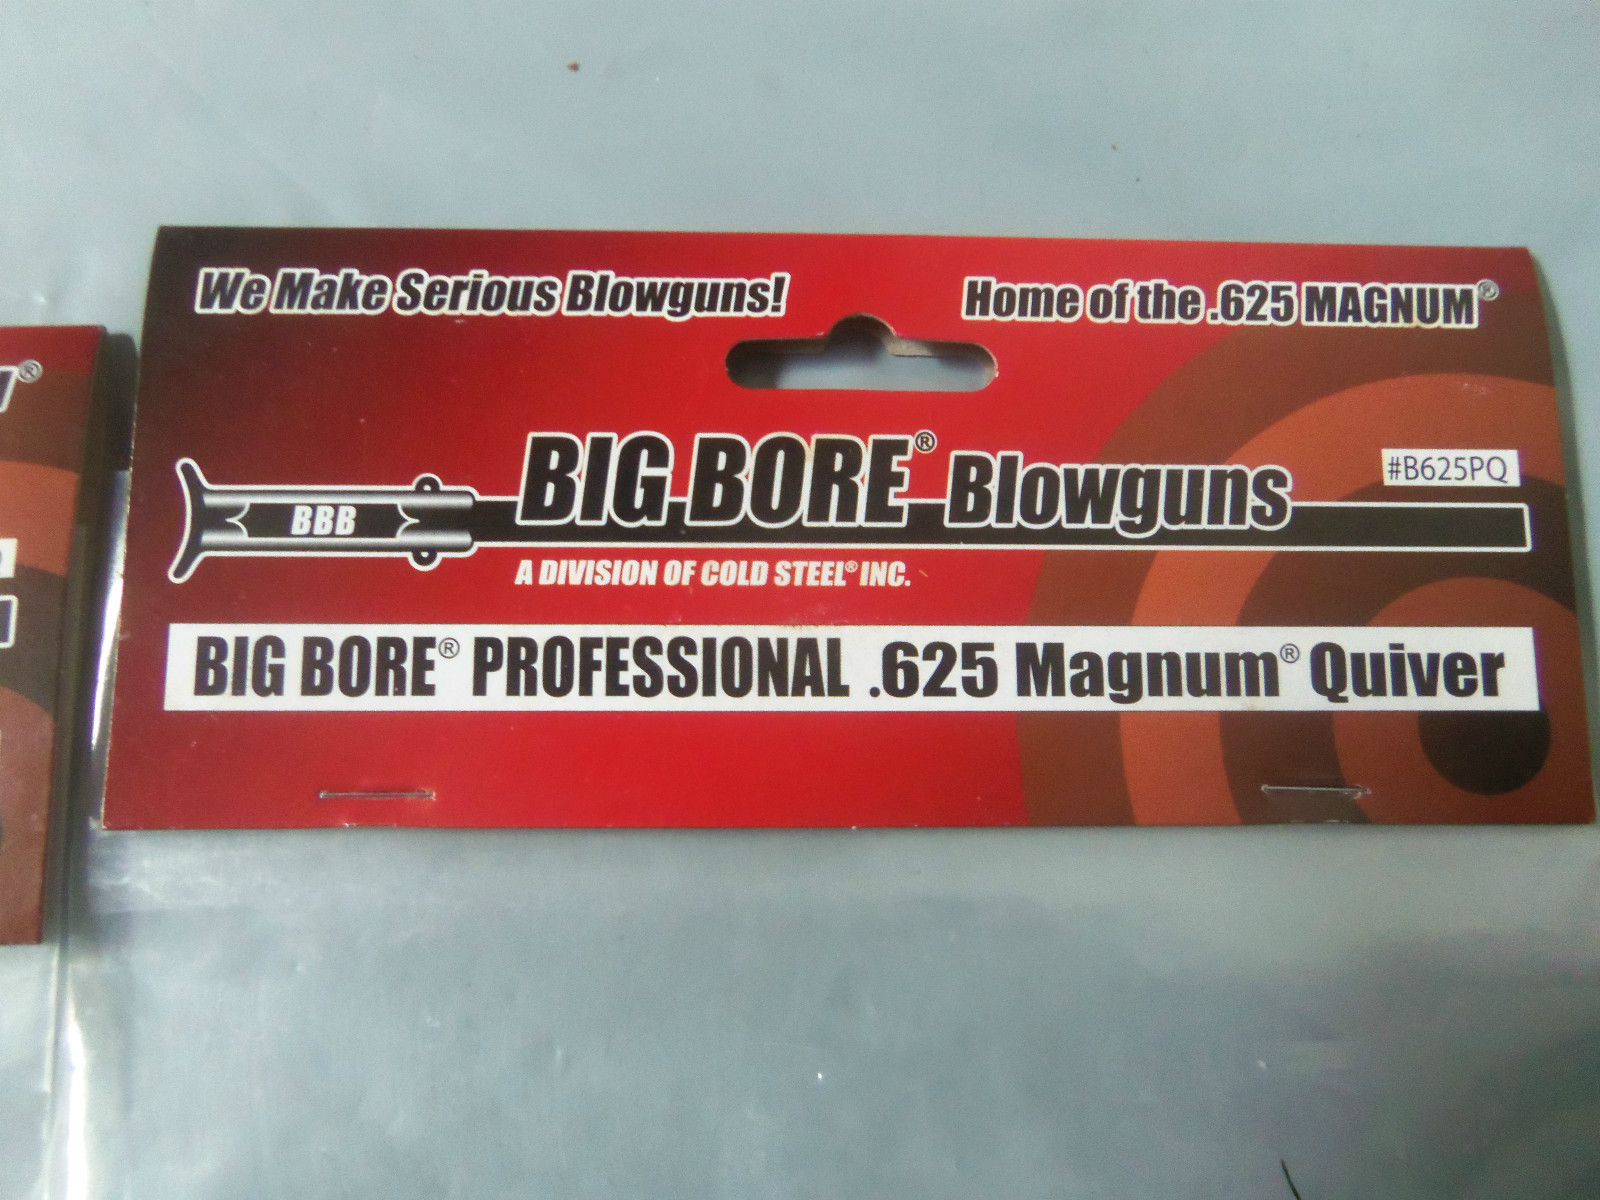 We Make Serious Blowguns!
Home of the .625 MAGNUM®
BIG BORE® Blowguns
#B625PQ
BBB
A DIVISION OF COLD STEEL® INC.
BIG BORE® PROFESSIONAL .625 Magnum® Quiver